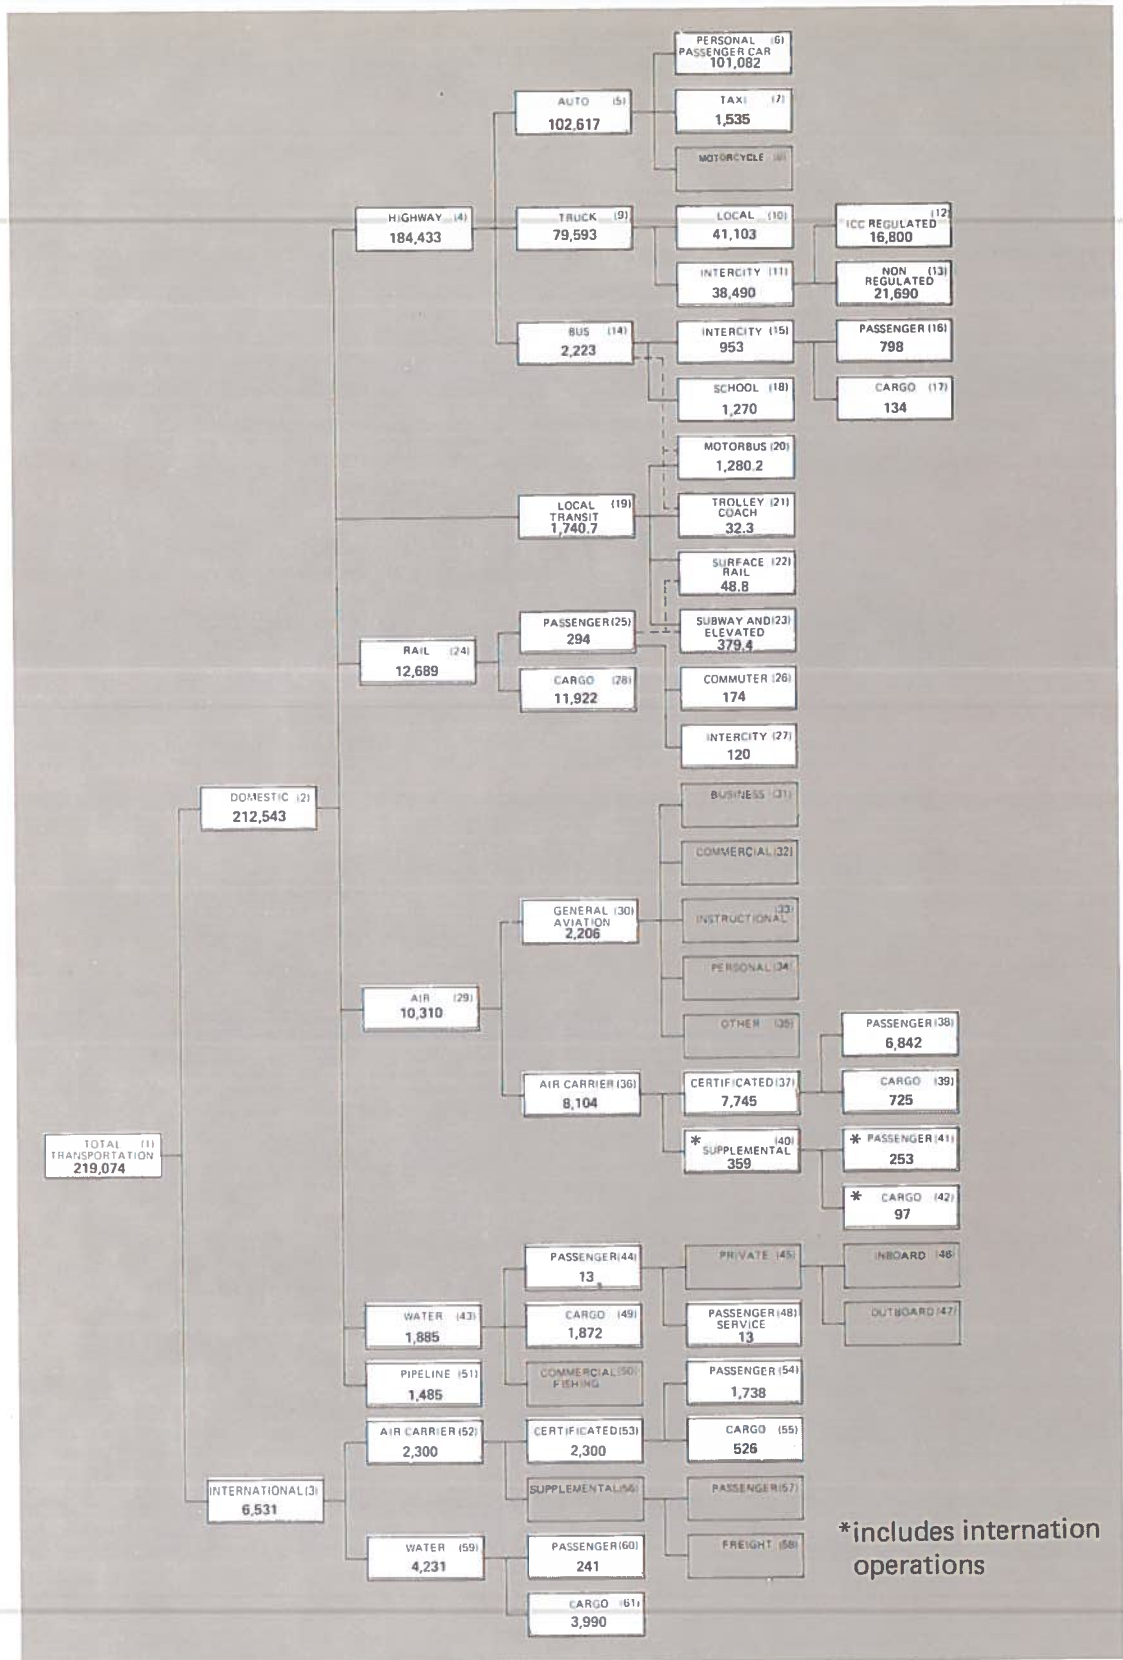 PERSONAL (6)
PASSENGER CAR
101,082
AUTO (5)
102,617
TAXI (7)
1,535
MOTORCYCLE (8)
HIGHWAY (4)
184,433
TRUCK (9)
79,593
LOCAL (10)
41,103
(12)
ICC REGULATED
16,800
INTERCITY (11)
38,490
NON (13)
REGULATED
21,690
BUS (14)
2,223
INTERCITY (15)
953
PASSENGER (16)
798
SCHOOL (18)
1,270
CARGO (17)
134
MOTORBUS (20)
1,280.2
LOCAL (19)
TRANSIT
1,740.7
TROLLEY (21)
COACH
32.3
SURFACE (22)
RAIL
48.8
PASSENGER (25)
294
SUBWAY AND (23)
ELEVATED
379.4
RAIL (24)
12,689
CARGO (28)
11,922
COMMUTER (26)
174
INTERCITY (27)
120
DOMESTIC (2)
212,543
BUSINESS (31)
COMMERCIAL (32)
GENERAL (30)
AVIATION
2,206
(33)
INSTRUCTIONAL
PERSONAL (34)
AIR (29)
10,310
OTHER (35)
PASSENGER (38)
6,842
AIR CARRIER (36)
8,104
CERTIFICATED (37)
7,745
CARGO (39)
725
TOTAL (1)
TRANSPORTATION
219,074
* (40)
SUPPLEMENTAL
359
* PASSENGER (41)
253
* CARGO (42)
97
PASSENGER (44)
13
PRIVATE (45)
INBOARD (46)
WATER (43)
1,885
CARGO (49)
1,872
PASSENGER (48)
SERVICE
13
OUTBOARD (47)
PIPELINE (51)
1,485
COMMERCIAL (50)
FISHING
PASSENGER (54)
1,738
AIR CARRIER (52)
2,300
CERTIFICATED (53)
2,300
CARGO (55)
526
INTERNATIONAL (3)
6,531
SUPPLEMENTAL (56)
PASSENGER (57)
WATER (59)
4,231
PASSENGER (60)
241
FREIGHT (58)
CARGO (61)
3,990
*includes internation
operations